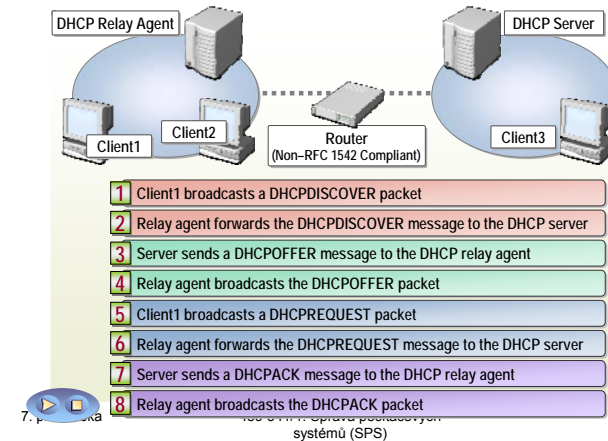 DHCP Relay Agent
DHCP Server
Client1
Client2
Router
(Non–RFC 1542 Compliant)
Client3
1 Client1 broadcasts a DHCPDISCOVER packet
2 Relay agent forwards the DHCPDISCOVER message to the DHCP server
3 Server sends a DHCPOFFER message to the DHCP relay agent
4 Relay agent broadcasts the DHCPOFFER packet
5 Client1 broadcasts a DHCPREQUEST packet
6 Relay agent forwards the DHCPREQUEST message to the DHCP server
7 Server sends a DHCPACK message to the DHCP relay agent
8 Relay agent broadcasts the DHCPACK packet
7.
systémů (SPS)